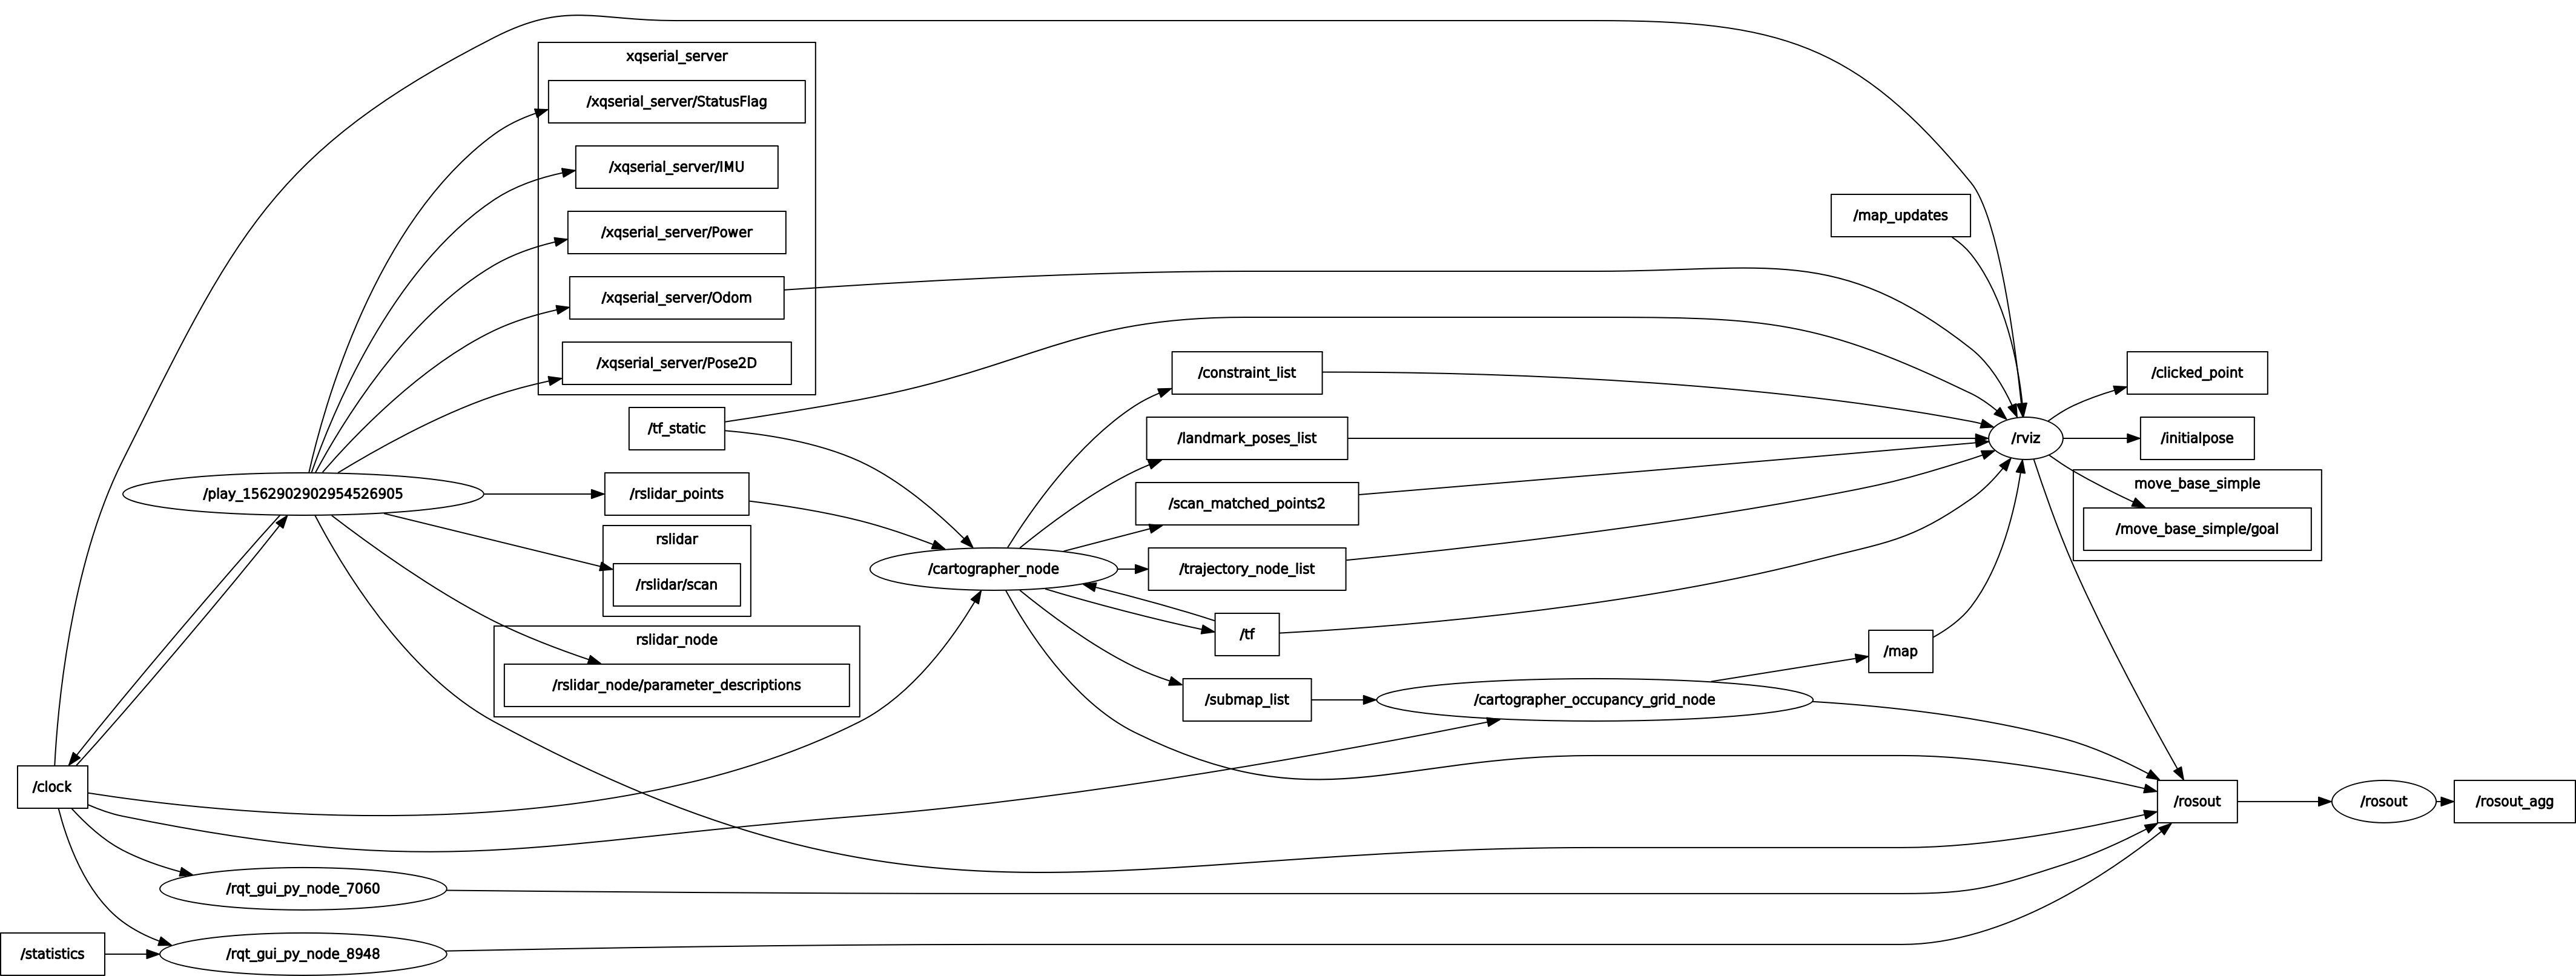 xqserial_server
/xqserial_server/StatusFlag
/xqserial_server/IMU
/xqserial_server/Power
/xqserial_server/Odom
/xqserial_server/Pose2D
/tf_static
/play_1562902902954526905
/rslidar_points
rslidar
/rslidar/scan
rslidar_node
/rslidar_node/parameter_descriptions
/clock
/rqt_gui_py_node_7060
/statistics
/rqt_gui_py_node_8948
/cartographer_node
/constraint_list
/landmark_poses_list
/scan_matched_points2
/trajectory_node_list
/tf
/submap_list
/cartographer_occupancy_grid_node
/map_updates
/map
/rviz
/clicked_point
/initialpose
move_base_simple
/move_base_simple/goal
/rosout
/rosout
/rosout_agg